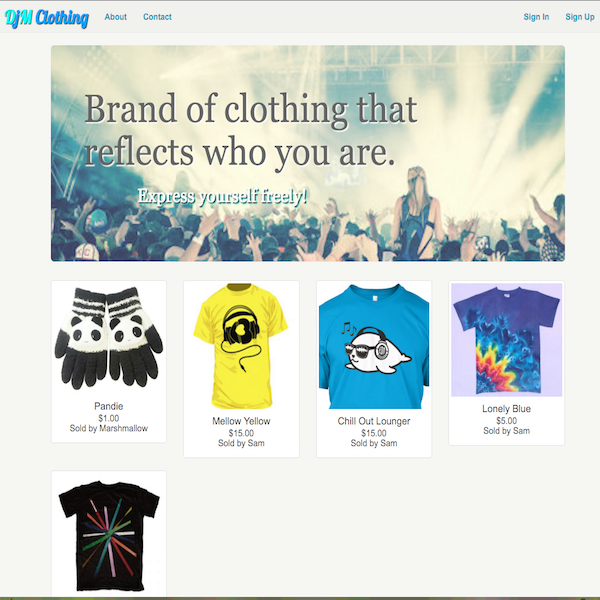 DjM Clothing
About
Contact
Sign In
Sign Up
Brand of clothing that
reflects who you are.
Express yourself freely!
Pandie
$1.00
Sold by Marshmallow
Mellow Yellow
$15.00
Sold by Sam
Chill Out Lounger
$15.00
Sold by Sam
Lonely Blue
$5.00
Sold by Sam